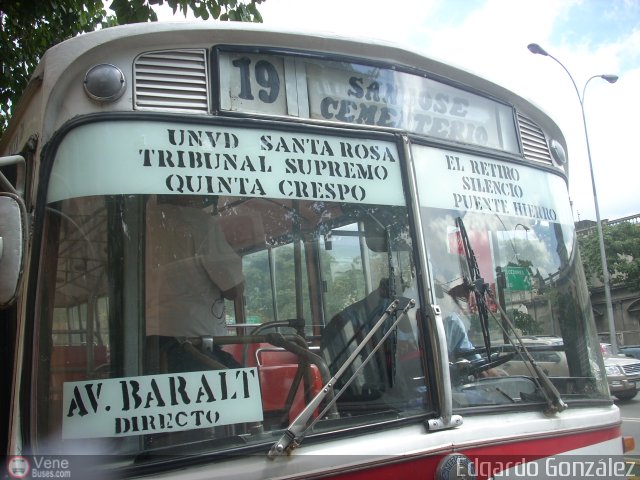 19
SAN JOSE
CEMENTERIO
UNVD SANTA ROSA
TRIBUNAL SUPREMO
QUINTA CRESPO
EL RETIRO
SILENCIO
PUENTE HIERRO
AV. BARALT
DIRECTO
Vene
Buses.com
Edgardo González